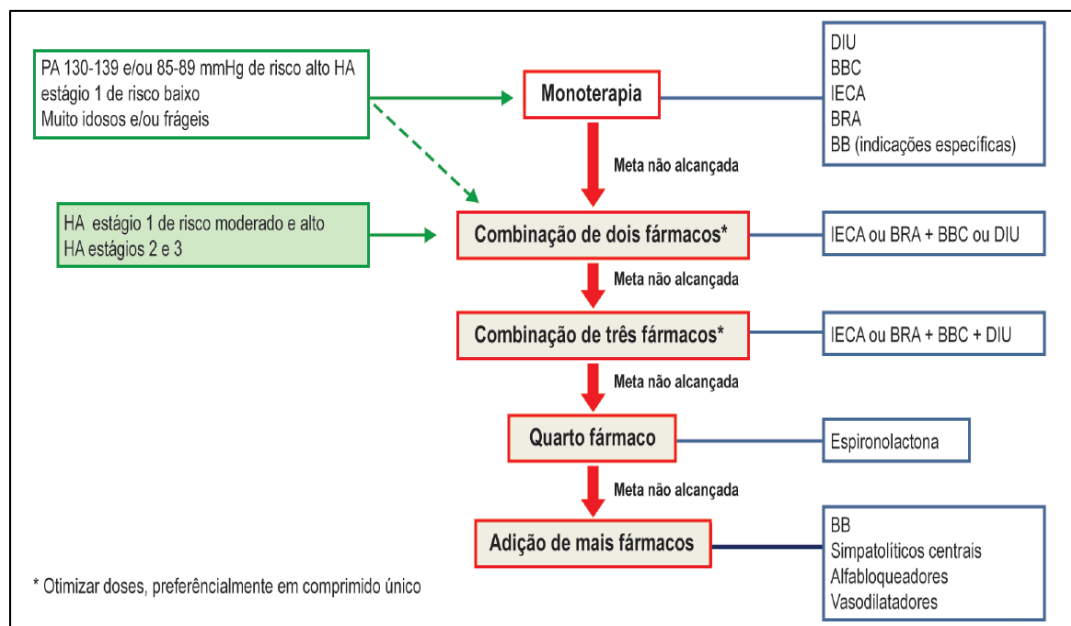 PA 130-139 e/ou 85-89 mmHg de risco alto HA
estágio 1 de risco baixo
Muito idosos e/ou frágeis
Monoterapia
DIU
BBC
IECA
BRA
BB (indicações específicas)
Meta não alcançada
HA estágio 1 de risco moderado e alto
HA estágios 2 e 3
Combinação de dois fármacos*
IECA ou BRA + BBC ou DIU
Meta não alcançada
Combinação de três fármacos*
IECA ou BRA + BBC + DIU
Meta não alcançada
Quarto fármaco
Espironolactona
Meta não alcançada
Adição de mais fármacos
BB
Simpatolíticos centrais
Alfabloqueadores
Vasodilatadores
* Otimizar doses, preferêncialmente em comprimido único